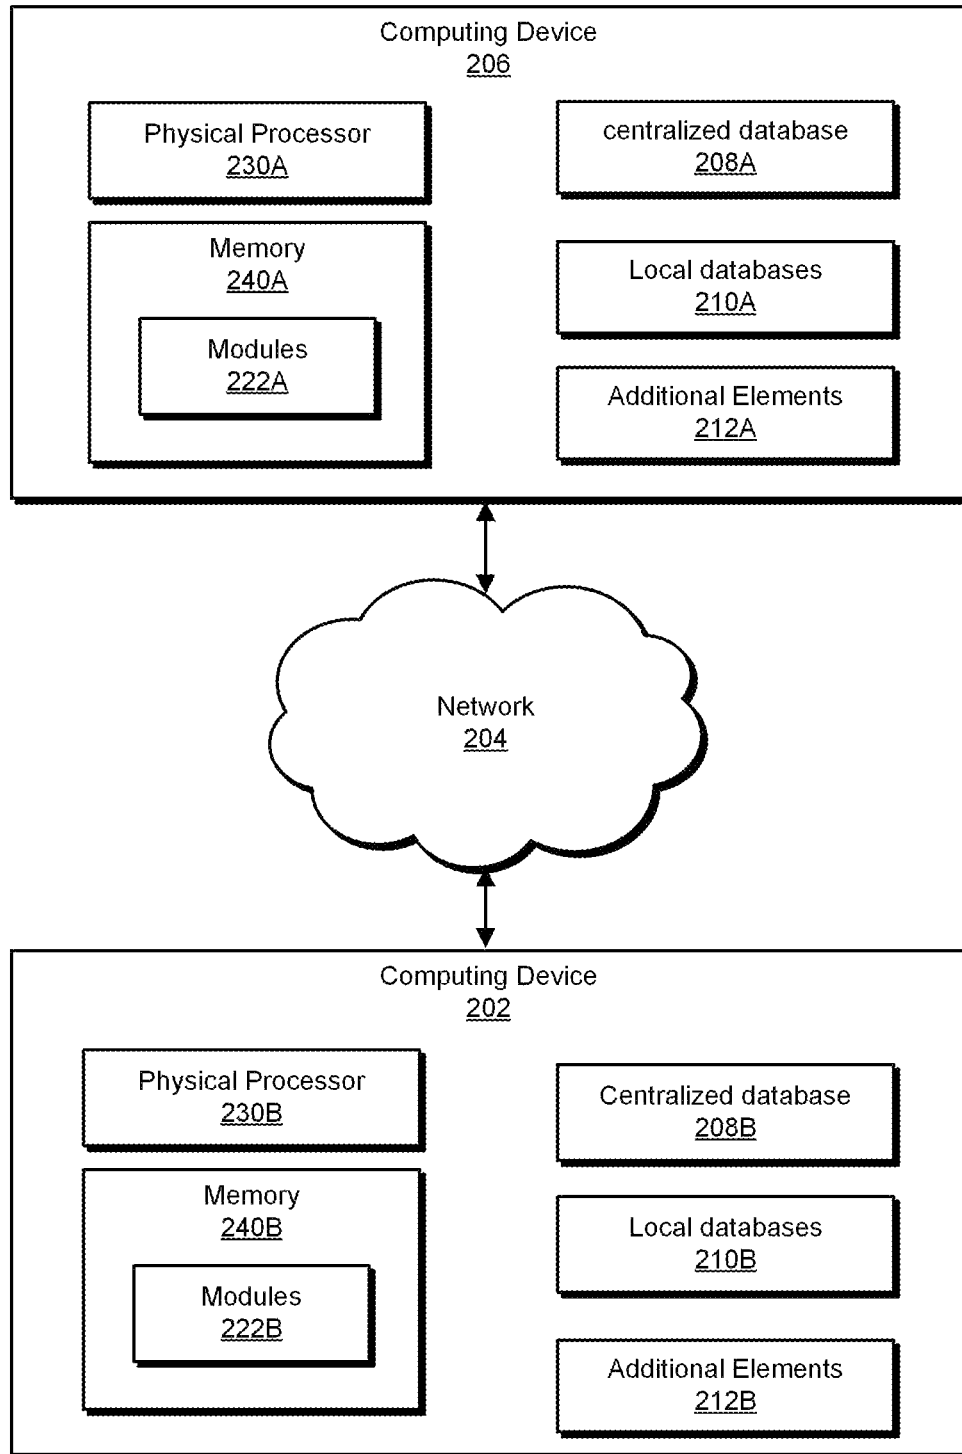 Computing Device
206
Physical Processor
230A
centralized database
208A
Memory
240A
Modules
222A
Local databases
210A
Additional Elements
212A
Network
204
Computing Device
202
Physical Processor
230B
Centralized database
208B
Memory
240B
Modules
222B
Local databases
210B
Additional Elements
212B